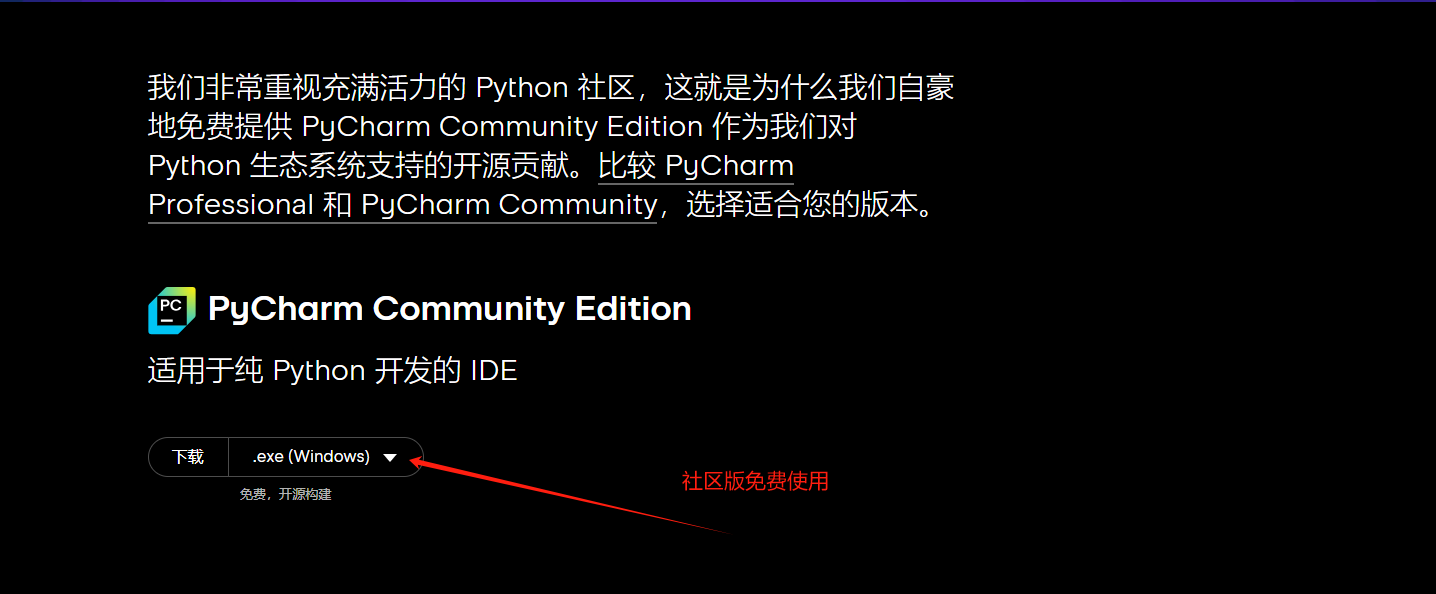 我们非常重视充满活力的 Python 社区，这就是为什么我们自豪
地免费提供 PyCharm Community Edition 作为我们对
Python 生态系统支持的开源贡献。比较 PyCharm
Professional 和 PyCharm Community，选择适合您的版本。
PC
PyCharm Community Edition
适用于纯 Python 开发的 IDE
下载 .exe (Windows)
社区版免费使用
免费，开源构建